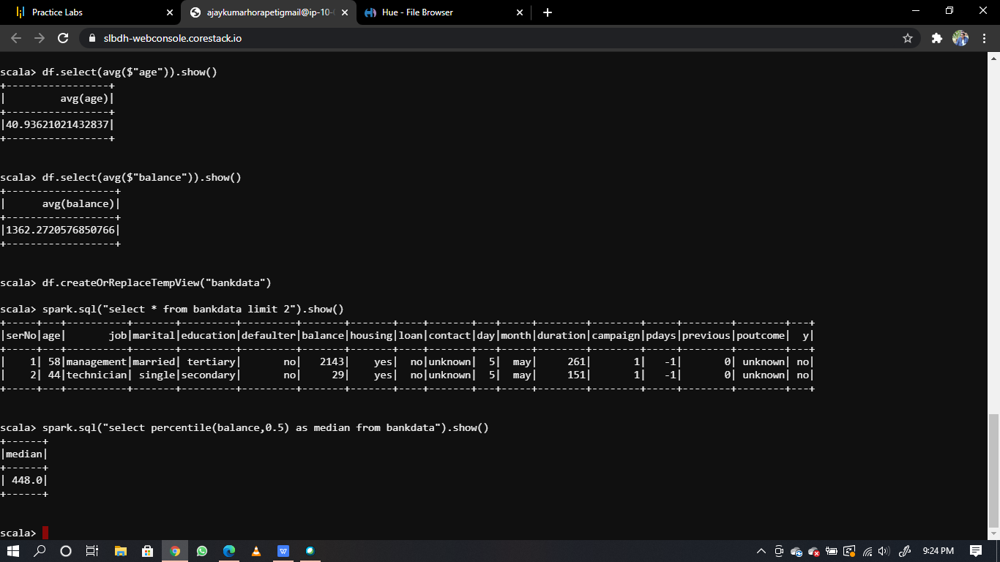 Practice Labs
ajaykumarhorapetigmail@ip-10-
Hue - File Browser
slbdh-webconsole.corestack.io
scala> df.select(avg($"age")).show()
+-----------------+
|         avg(age)|
+-----------------+
|40.93621021432837|
+-----------------+
scala> df.select(avg($"balance")).show()
+------------------+
|      avg(balance)|
+------------------+
|1362.2720576850766|
+------------------+
scala> df.createOrReplaceTempView("bankdata")
scala> spark.sql("select * from bankdata limit 2").show()
+-----+---+----------+-------+---------+---------+-------+-------+----+-------+---+-----+--------+--------+-----+--------+--------+---+
|serNo|age|       job|marital|education|defaulter|balance|housing|loan|contact|day|month|duration|campaign|pdays|previous|poutcome|  y|
+-----+---+----------+-------+---------+---------+-------+-------+----+-------+---+-----+--------+--------+-----+--------+--------+---+
|    1| 58|management|married| tertiary|       no|   2143|    yes|  no|unknown|  5|  may|     261|       1|   -1|       0| unknown| no|
|    2| 44|technician| single|secondary|       no|     29|    yes|  no|unknown|  5|  may|     151|       1|   -1|       0| unknown| no|
+-----+---+----------+-------+---------+---------+-------+-------+----+-------+---+-----+--------+--------+-----+--------+--------+---+
scala> spark.sql("select percentile(balance,0.5) as median from bankdata").show()
+------+
|median|
+------+
| 448.0|
+------+
scala>
9:24 PM